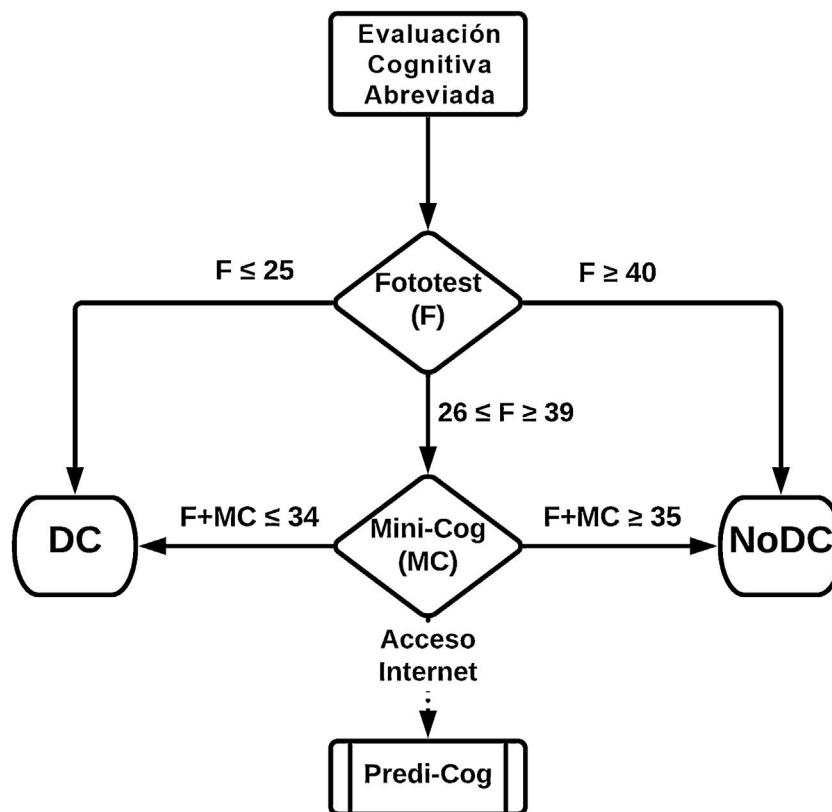 Evaluación
Cognitiva
Abreviada
F ≤ 25
Fototest
(F)
F ≥ 40
26 ≤ F ≥ 39
DC
F+MC ≤ 34
Mini-Cog
(MC)
F+MC ≥ 35
NoDC
Acceso
Internet
Predi-Cog